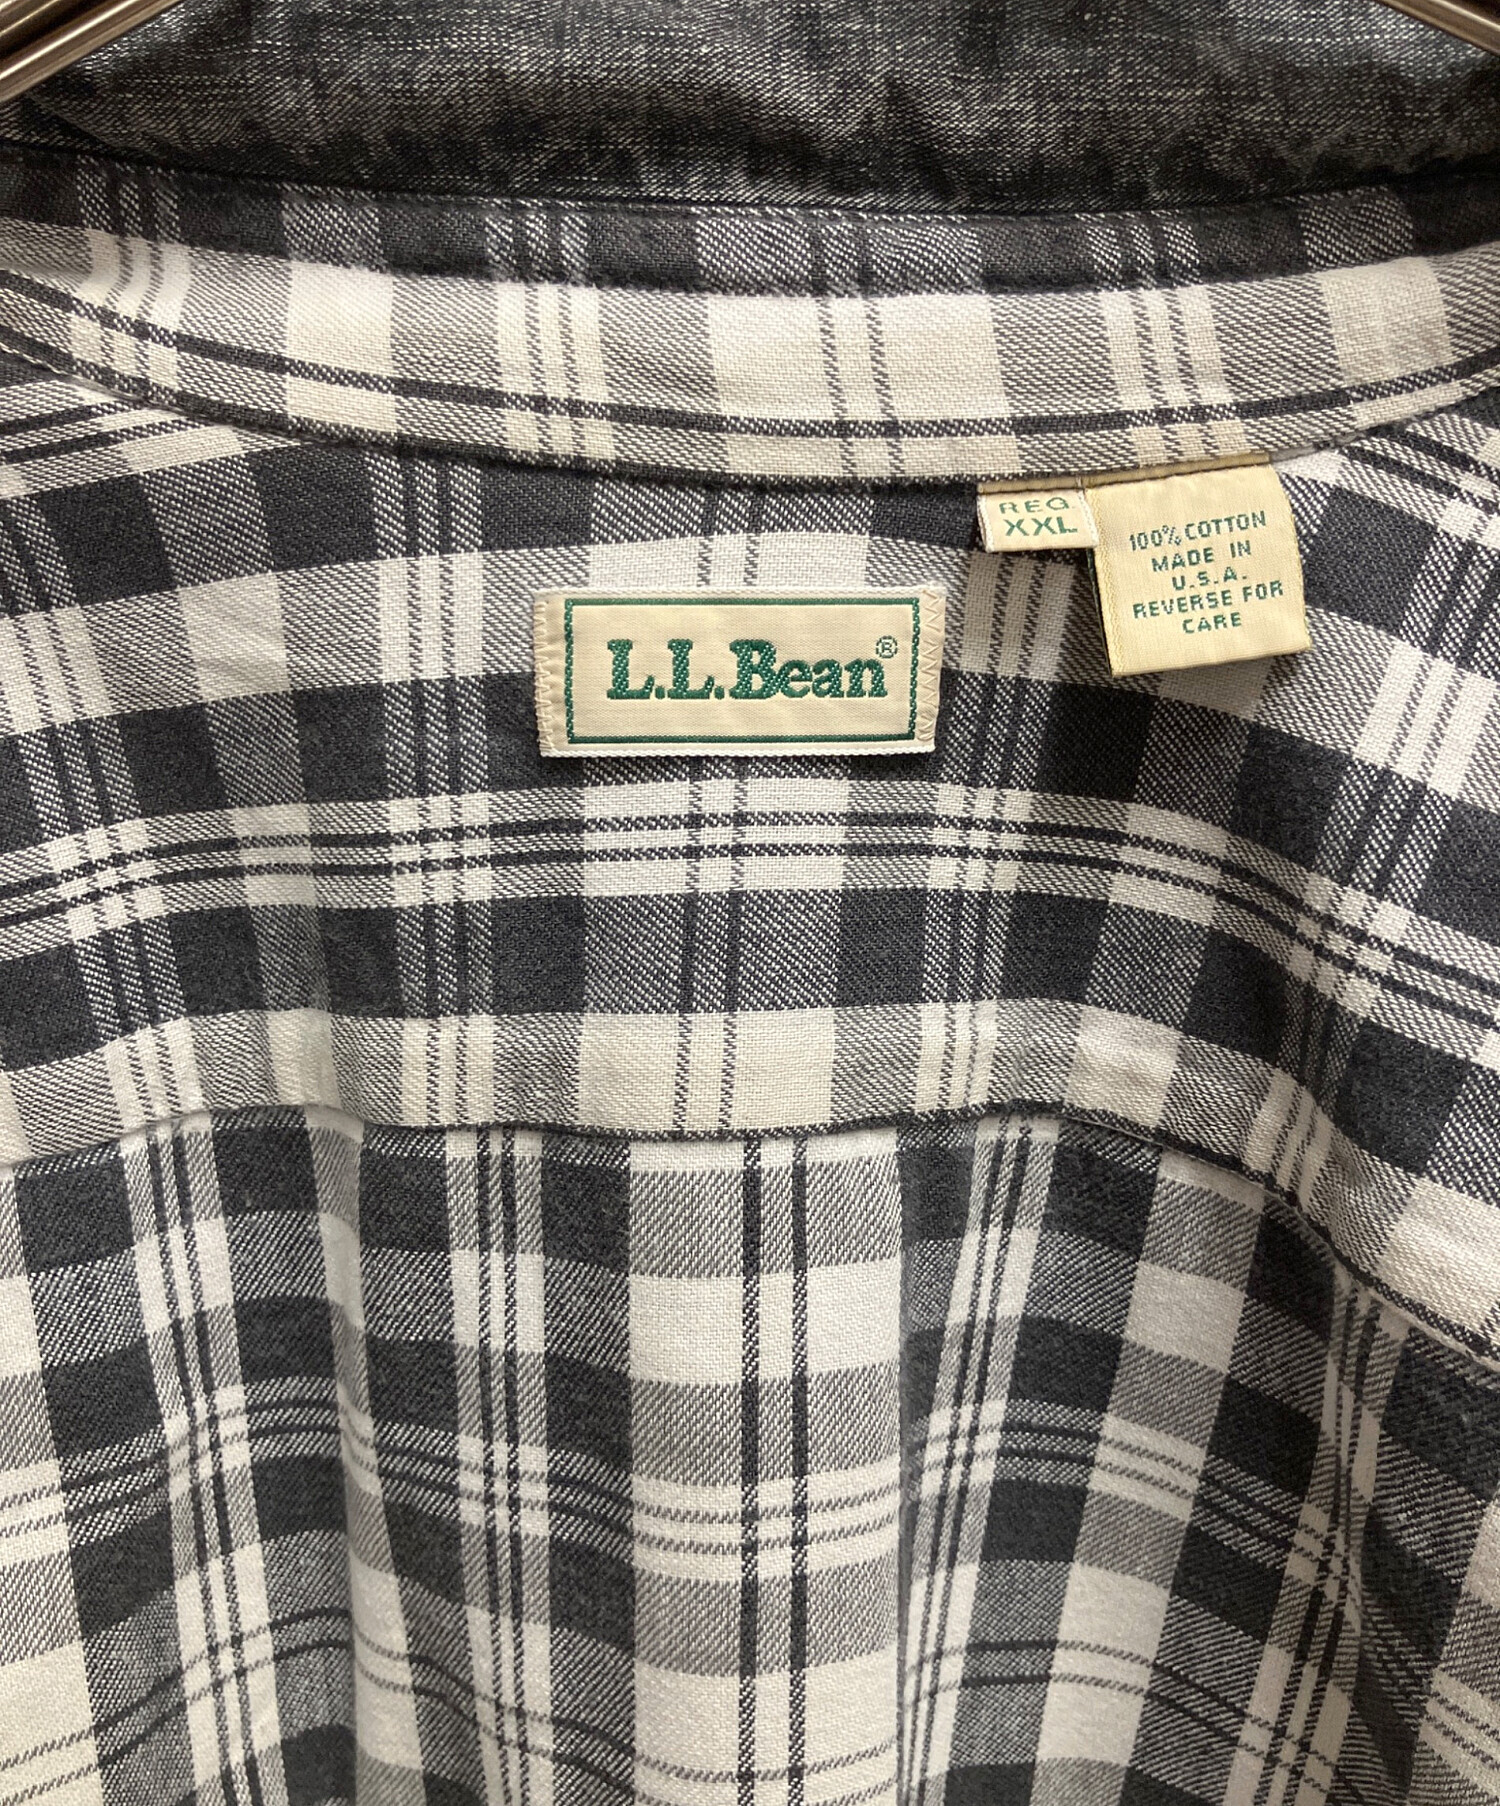 REG
XXL
100% COTTON
MADE IN
U.S.A.
REVERSE FOR
CARE
L.L.Bean®